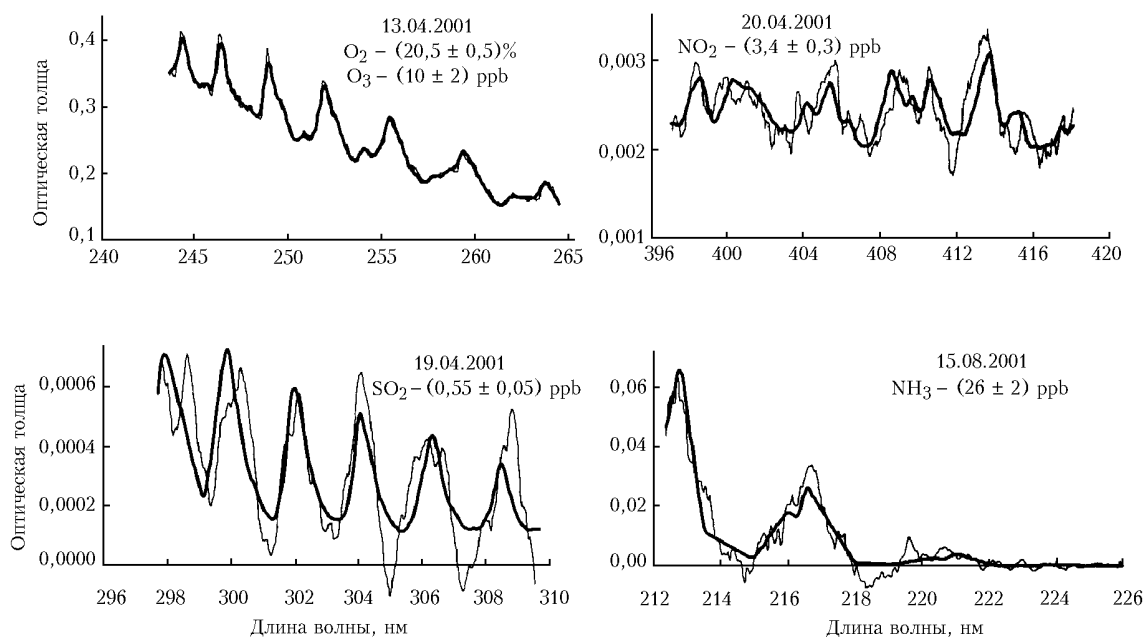 13.04.2001
O₂ – (20,5 ± 0,5)%
O₃ – (10 ± 2) ppb
Оптическая толща
0,4
0,3
0,2
0,1
240 245 250 255 260 265
20.04.2001
NO₂ – (3,4 ± 0,3) ppb
0,003
0,002
0,001
396 400 404 408 412 416 420
19.04.2001
SO₂ – (0,55 ± 0,05) ppb
Оптическая толща
0,0006
0,0004
0,0002
0,0000
296 298 300 302 304 306 308 310
Длина волны, нм
15.08.2001
NH₃ – (26 ± 2) ppb
0,06
0,04
0,02
0,00
212 214 216 218 220 222 224 226
Длина волны, нм